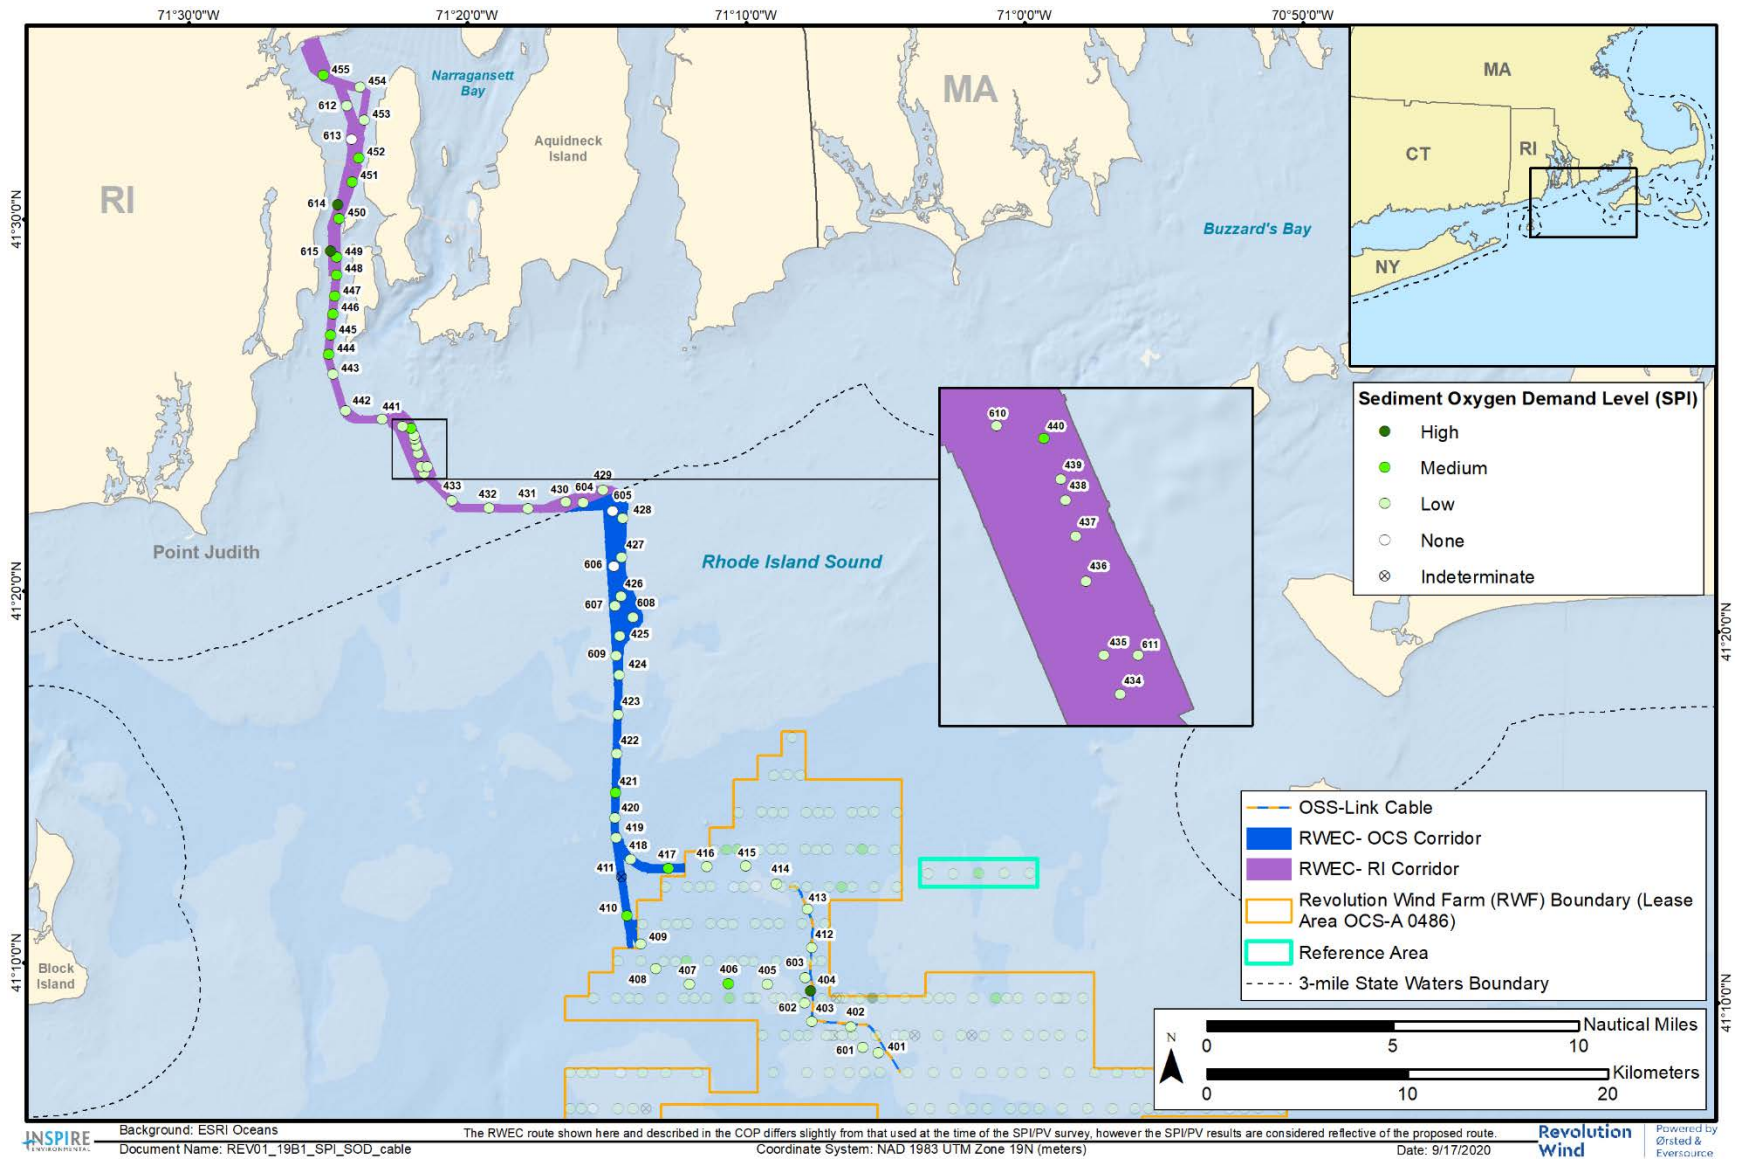 71°30'0"W
71°20'0"W
71°10'0"W
71°0'0"W
70°50'0"W
41°30'0"N
41°20'0"N
41°10'0"N
41°20'0"N
41°10'0"N
RI
MA
Narragansett
Bay
Aquidneck
Island
Buzzard's Bay
Point Judith
Rhode Island Sound
Block
Island
455
454
612
453
613
452
451
614
450
615
449
448
447
446
445
444
443
442
441
433
432
431
430
604
429
605
428
427
606
426
607
608
425
609
424
423
422
421
420
419
418
417
416
415
414
411
413
410
412
409
408
407
406
405
603
404
602
403
402
601
401
610
440
439
438
437
436
435
611
434
MA
CT
RI
NY
Sediment Oxygen Demand Level (SPI)
High
Medium
Low
None
Indeterminate
OSS-Link Cable
RWEC- OCS Corridor
RWEC- RI Corridor
Revolution Wind Farm (RWF) Boundary (Lease
Area OCS-A 0486)
Reference Area
3-mile State Waters Boundary
N
Nautical Miles
0 5 10
Kilometers
0 10 20
INSPIRE
ENVIRONMENTAL
Background: ESRI Oceans
The RWEC route shown here and described in the COP differs slightly from that used at the time of the SPI/PV survey, however the SPI/PV results are considered reflective of the proposed route.
Document Name: REV01_19B1_SPI_SOD_cable
Coordinate System: NAD 1983 UTM Zone 19N (meters)
Date: 9/17/2020
Revolution
Wind
Powered by
Ørsted &
Eversource